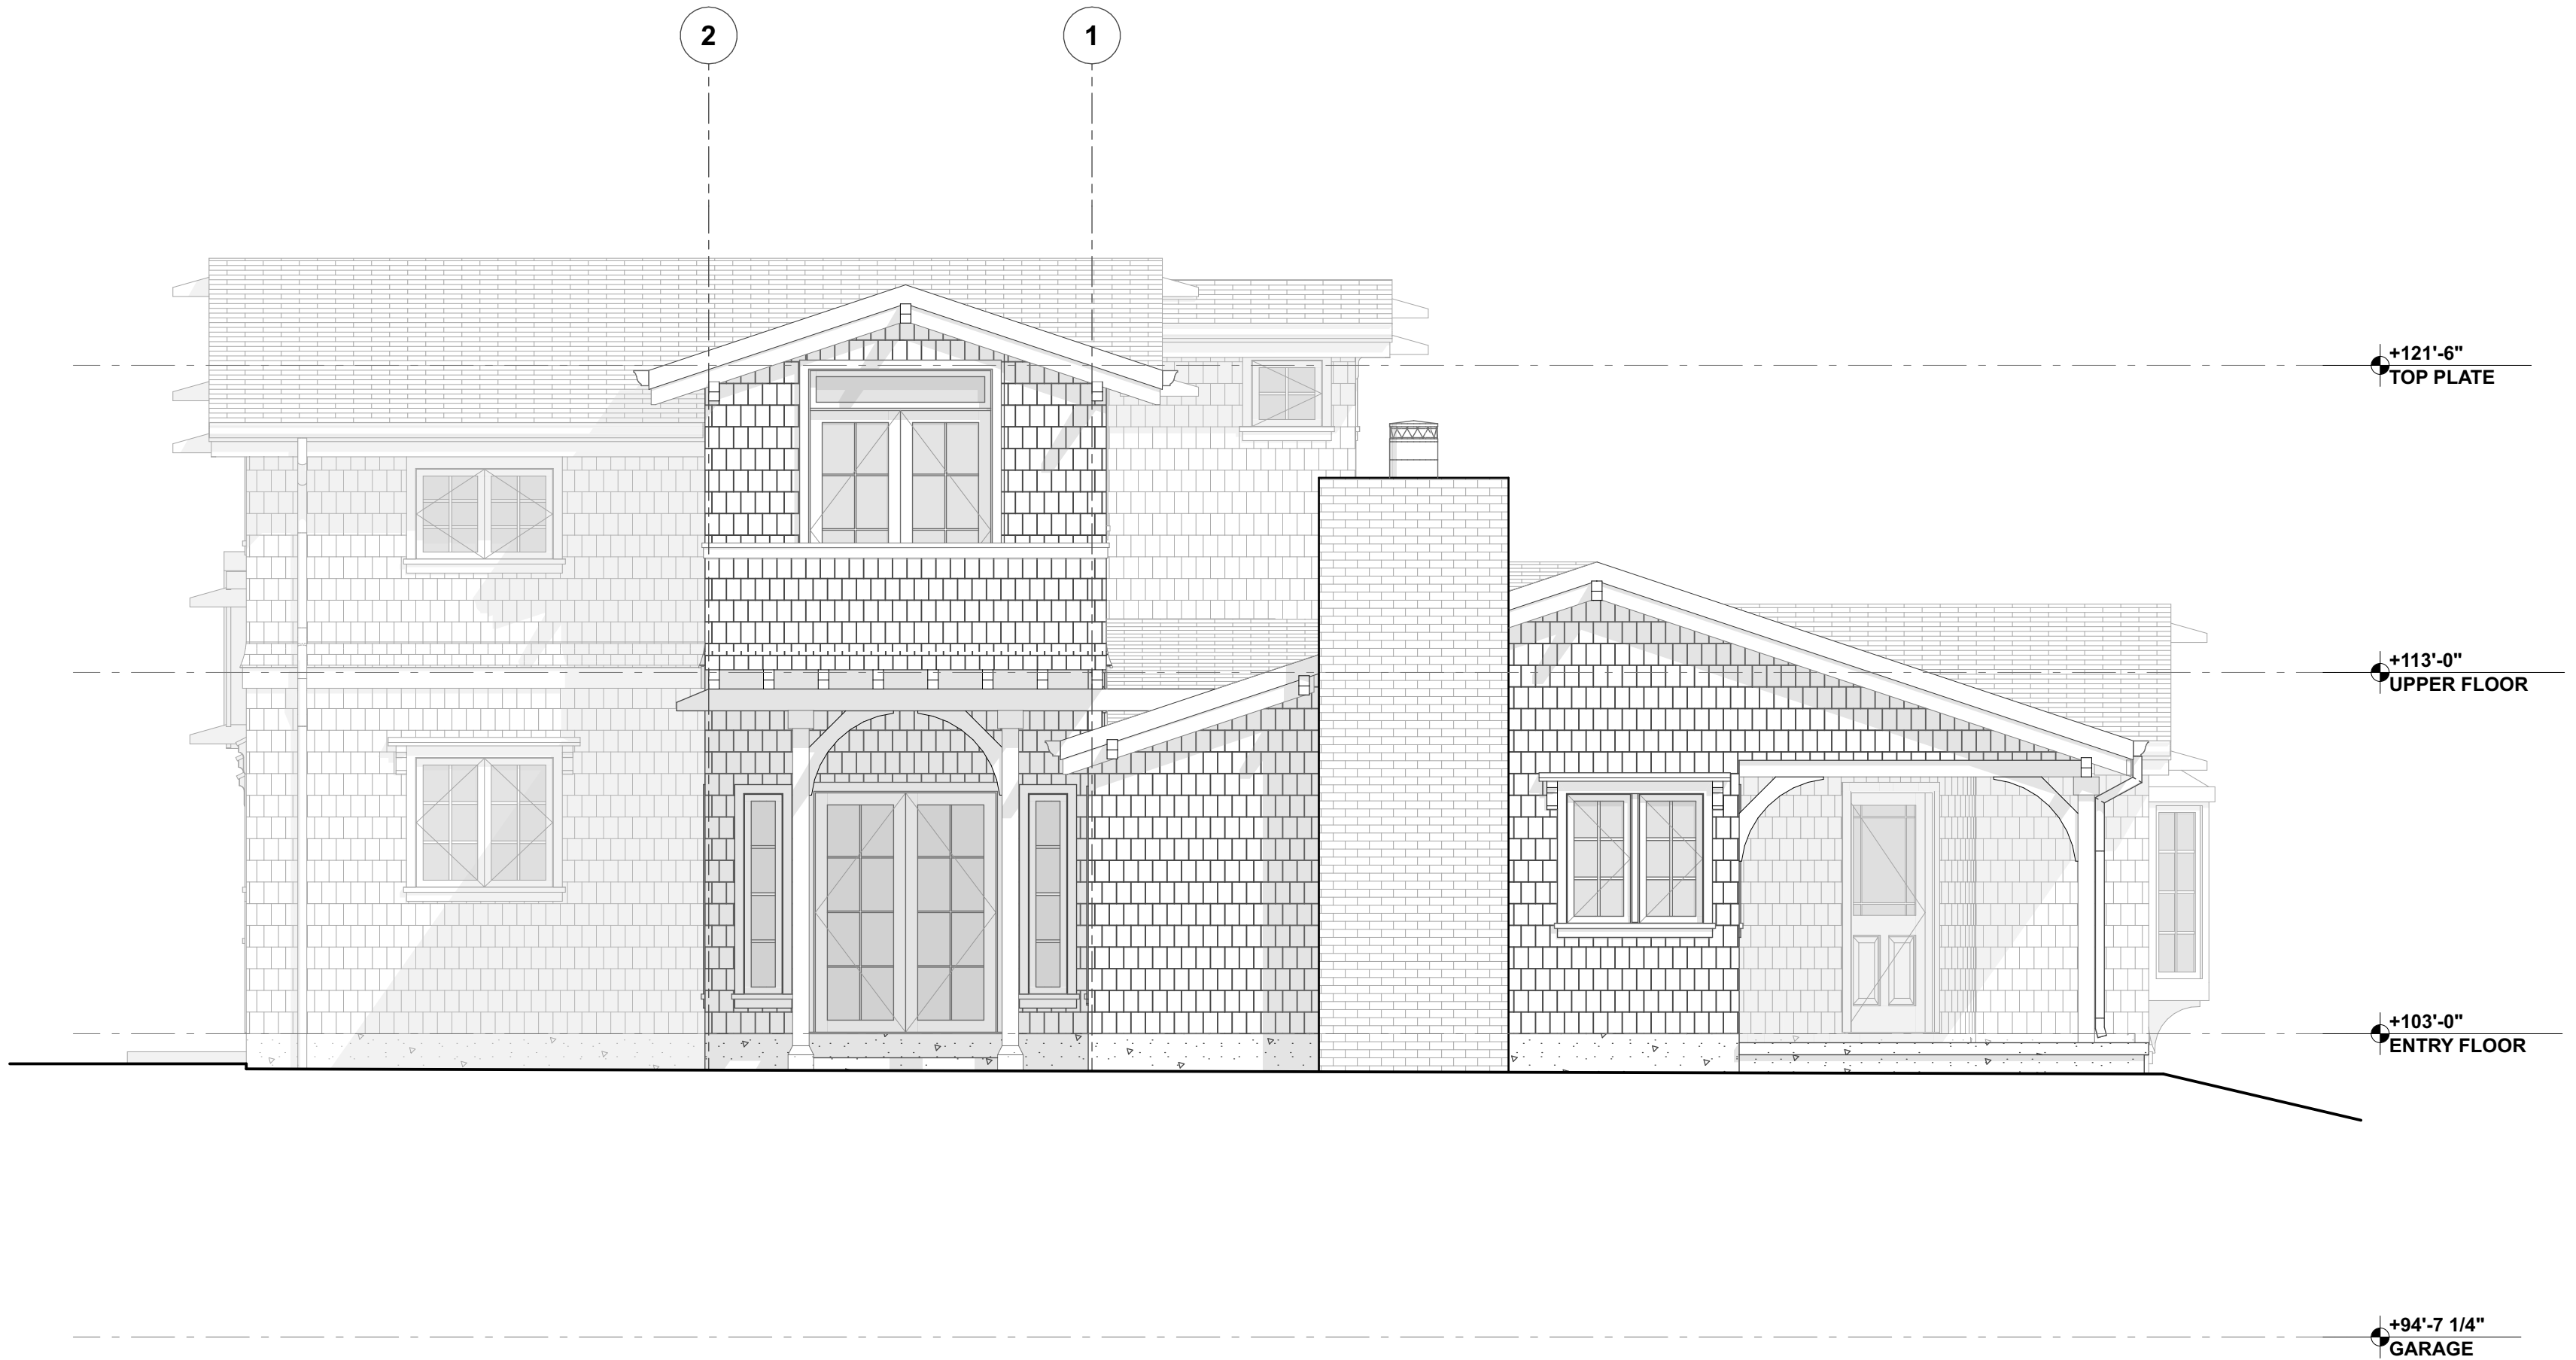 2
1
+121'-6"
TOP PLATE
+113'-0"
UPPER FLOOR
+103'-0"
ENTRY FLOOR
+94'-7 1/4"
GARAGE